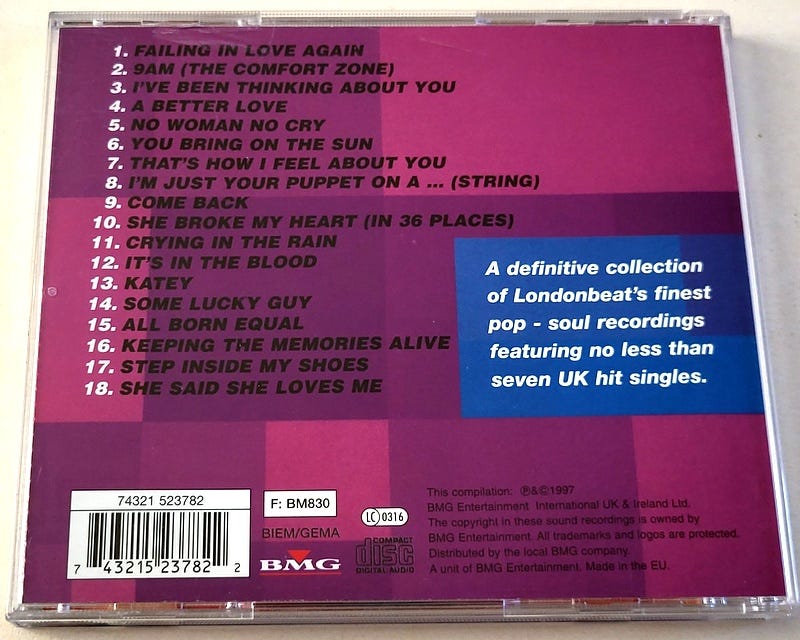 1. FAILING IN LOVE AGAIN
2. 9AM (THE COMFORT ZONE)
3. I'VE BEEN THINKING ABOUT YOU
4. A BETTER LOVE
5. NO WOMAN NO CRY
6. YOU BRING ON THE SUN
7. THAT'S HOW I FEEL ABOUT YOU
8. I'M JUST YOUR PUPPET ON A ... (STRING)
9. COME BACK
10. SHE BROKE MY HEART (IN 36 PLACES)
11. CRYING IN THE RAIN
12. IT'S IN THE BLOOD
13. KATEY
14. SOME LUCKY GUY
15. ALL BORN EQUAL
16. KEEPING THE MEMORIES ALIVE
17. STEP INSIDE MY SHOES
18. SHE SAID SHE LOVES ME
A definitive collection
of Londonbeat's finest
pop - soul recordings
featuring no less than
seven UK hit singles.
74321 523782
7 43215 23782 2
F: BM830
BIEM/GEMA
BMG
LC 0316
COMPACT
disc
DIGITAL AUDIO
This compilation: ℗&©1997
BMG Entertainment International UK & Ireland Ltd.
The copyright in these sound recordings is owned by
BMG Entertainment. All trademarks and logos are protected.
Distributed by the local BMG company.
A unit of BMG Entertainment. Made in the EU.